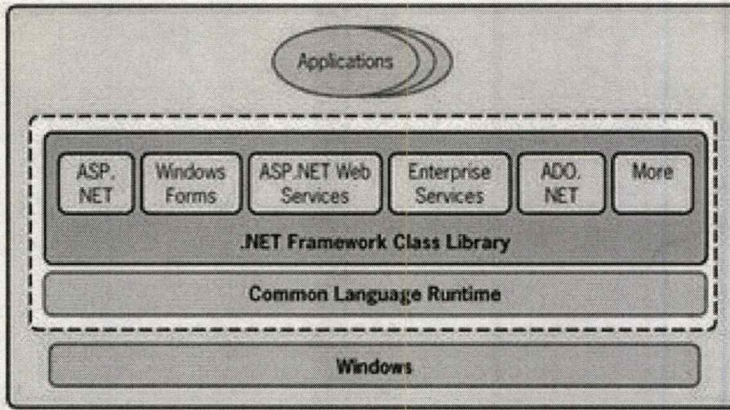 Applications
ASP.
NET
Windows
Forms
ASP.NET Web
Services
Enterprise
Services
ADO.
NET
More
.NET Framework Class Library
Common Language Runtime
Windows